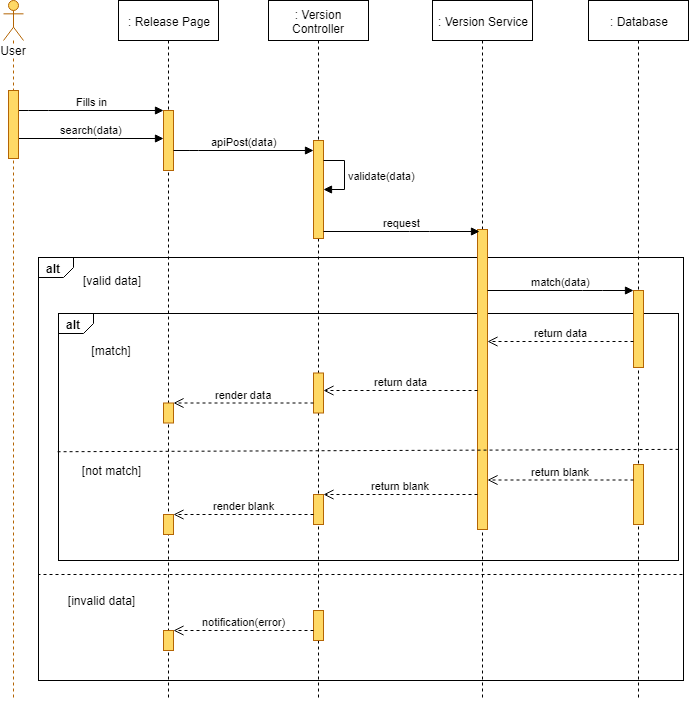 : Release Page
: Version
Controller
: Version Service
: Database
User
Fills in
search(data)
apiPost(data)
validate(data)
request
alt
[valid data]
match(data)
alt
return data
[match]
return data
render data
[not match]
return blank
return blank
render blank
[invalid data]
notification(error)